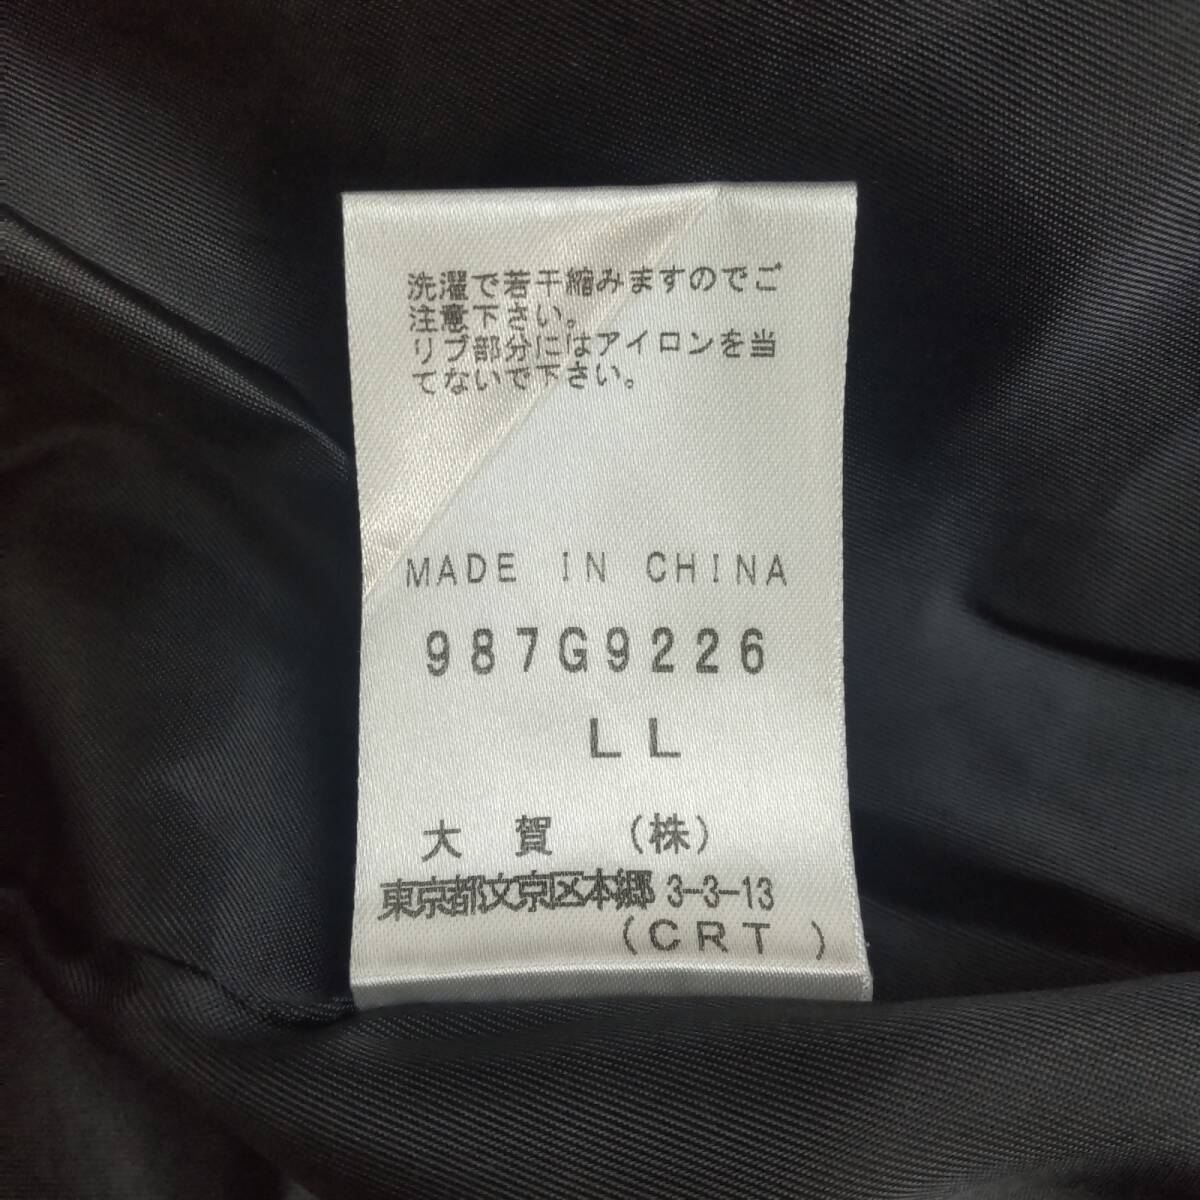 洗濯で若干縮みますのでご
注意下さい。
リブ部分にはアイロンを当
てないで下さい。
MADE IN CHINA
987G9226
LL
大賀 (株)
東京都文京区本郷 3-3-13
(CRT )